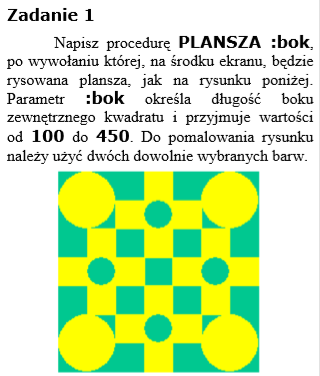 Zadanie 1
Napisz procedurę PLANSZA :bok,
po wywołaniu której, na środku ekranu, będzie
rysowana plansza, jak na rysunku poniżej.
Parametr :bok określa długość boku
zewnętrznego kwadratu i przyjmuje wartości
od 100 do 450. Do pomalowania rysunku
należy użyć dwóch dowolnie wybranych barw.